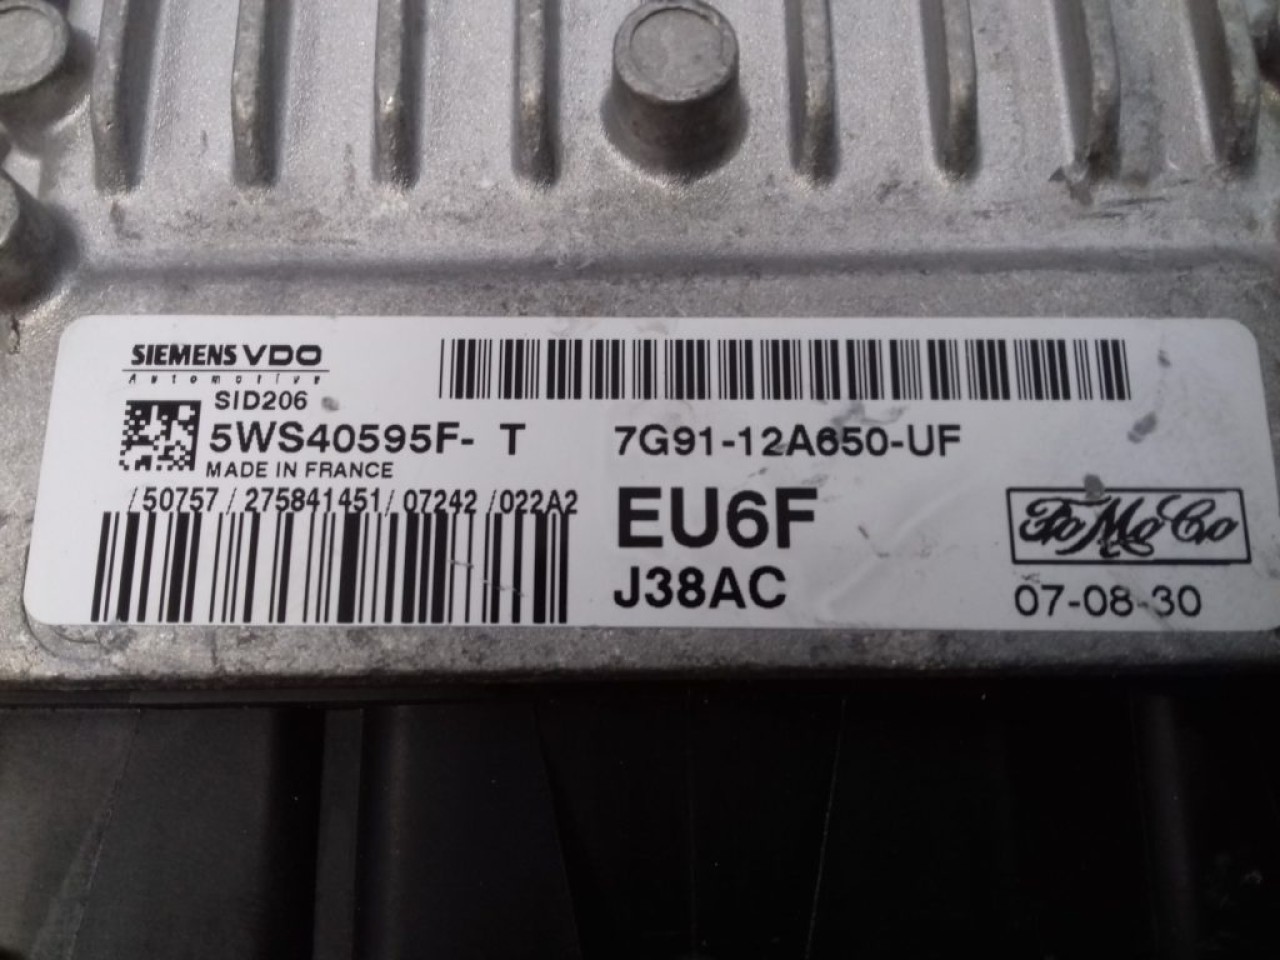 SIEMENS VDO
Automotive
SID206
5WS40595F- T
MADE IN FRANCE
/50757/275841451/07242/022A2
7G91-12A650-UF
EU6F
J38AC
FoMoCo
07-08-30